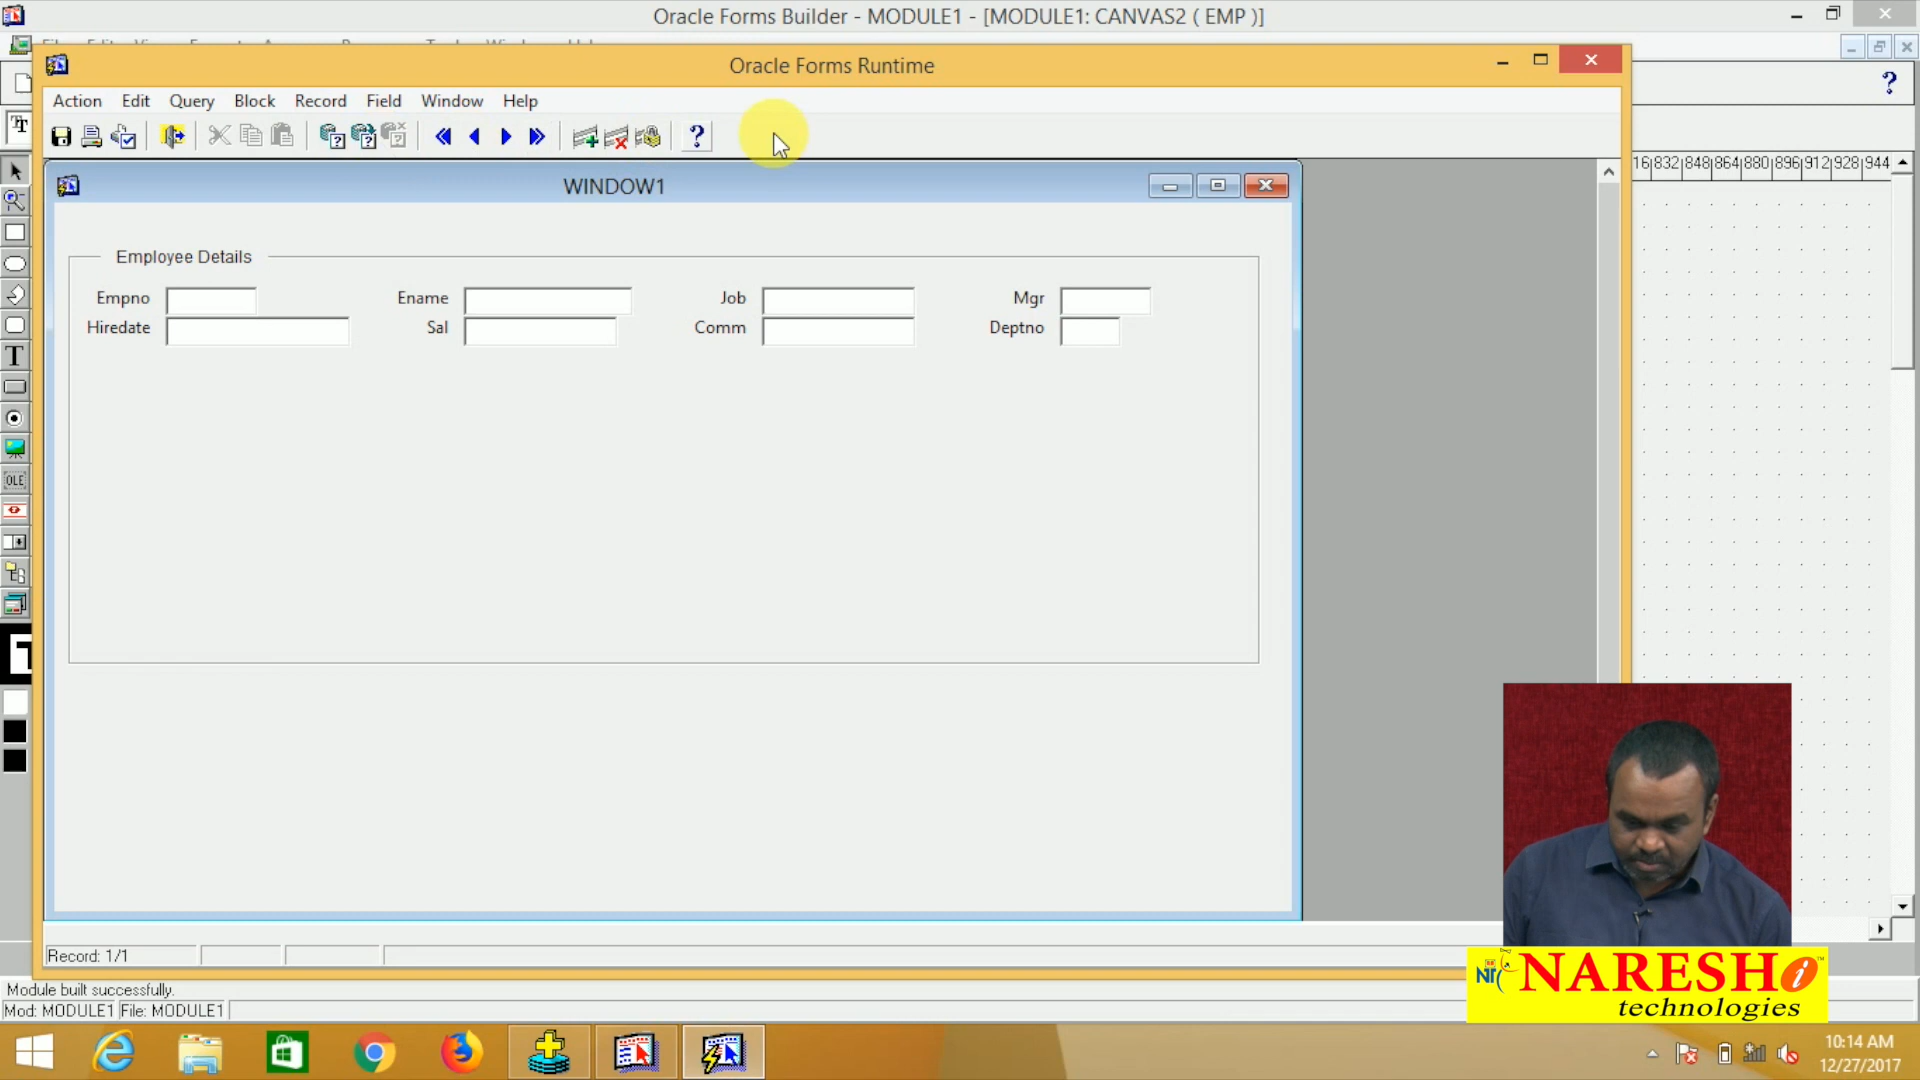 Oracle Forms Builder - MODULE1 - [MODULE1: CANVAS2 ( EMP )]
Oracle Forms Runtime
Action Edit Query Block Record Field Window Help
WINDOW1
16|832|848|864|880|896|912|928|944
Employee Details
Empno Ename Job Mgr
Hiredate Sal Comm Deptno
OLE
Record: 1/1
Module built successfully.
Mod: MODULE1 File: MODULE1
NARESH i
technologies
10:14 AM
12/27/2017